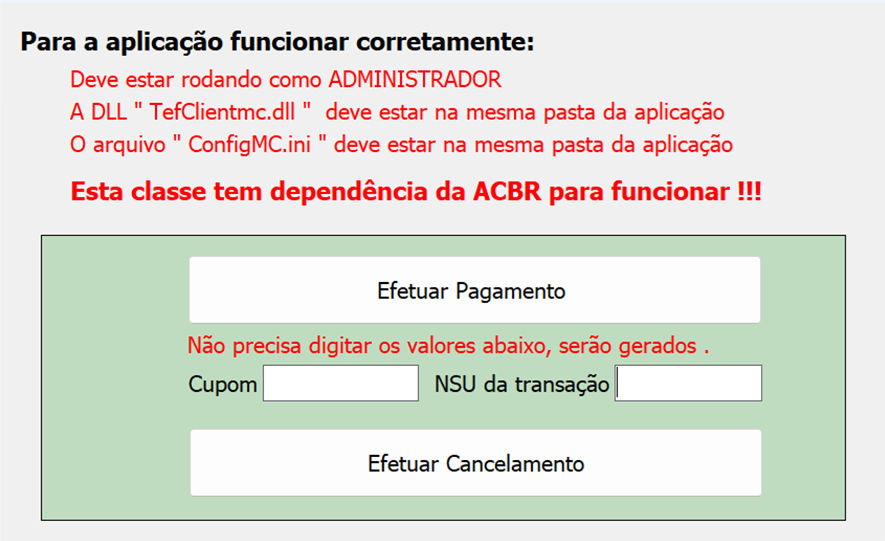 Para a aplicação funcionar corretamente:
Deve estar rodando como ADMINISTRADOR
A DLL " TefClientmc.dll "  deve estar na mesma pasta da aplicação
O arquivo " ConfigMC.ini " deve estar na mesma pasta da aplicação
Esta classe tem dependência da ACBR para funcionar !!!
Efetuar Pagamento
Não precisa digitar os valores abaixo, serão gerados .
Cupom NSU da transação
Efetuar Cancelamento